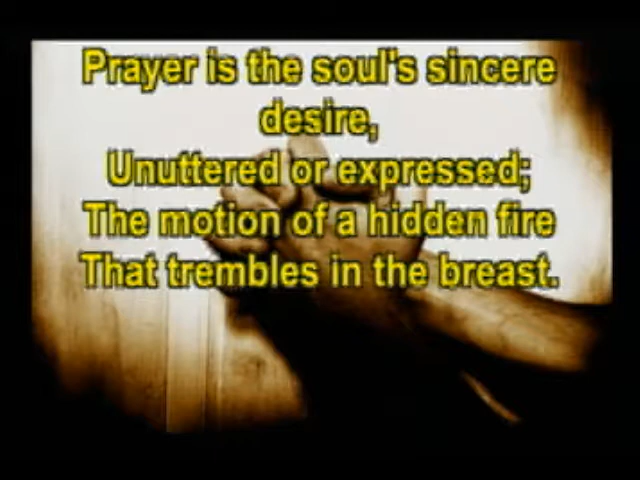 Prayer is the soul's sincere
desire,
Unuttered or expressed;
The motion of a hidden fire
That trembles in the breast.